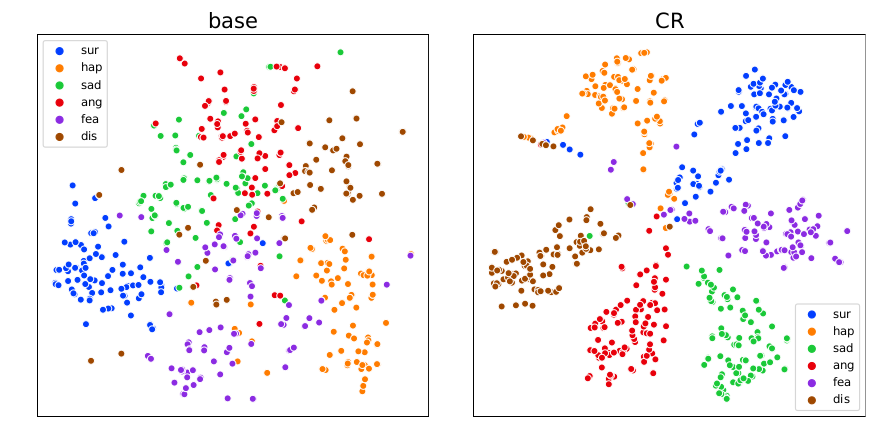 base
sur
hap
sad
ang
fea
dis
CR
sur
hap
sad
ang
fea
dis